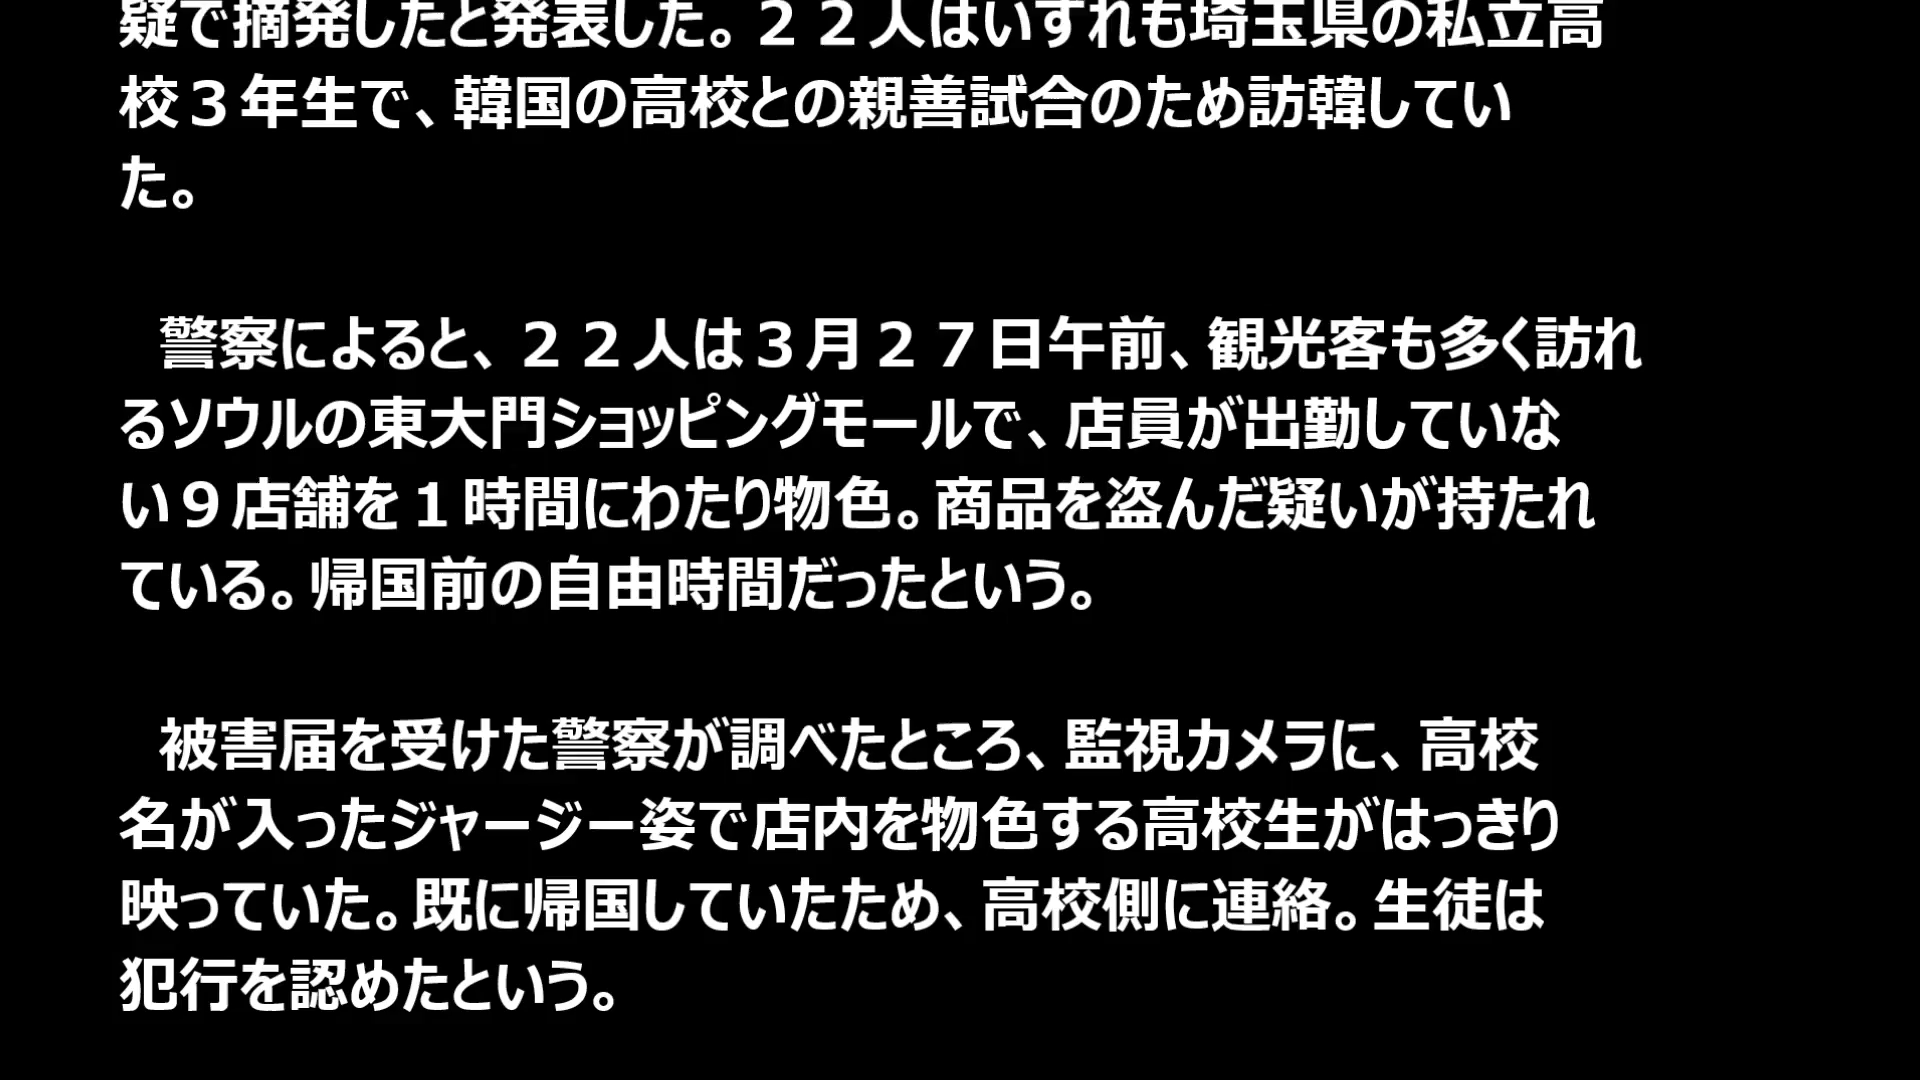 疑で摘発したと発表した。２２人はいずれも埼玉県の私立高
校３年生で、韓国の高校との親善試合のため訪韓してい
た。
警察によると、２２人は３月２７日午前、観光客も多く訪れ
るソウルの東大門ショッピングモールで、店員が出勤していな
い９店舗を１時間にわたり物色。商品を盗んだ疑いが持たれ
ている。帰国前の自由時間だったという。
被害届を受けた警察が調べたところ、監視カメラに、高校
名が入ったジャージー姿で店内を物色する高校生がはっきり
映っていた。既に帰国していたため、高校側に連絡。生徒は
犯行を認めたという。